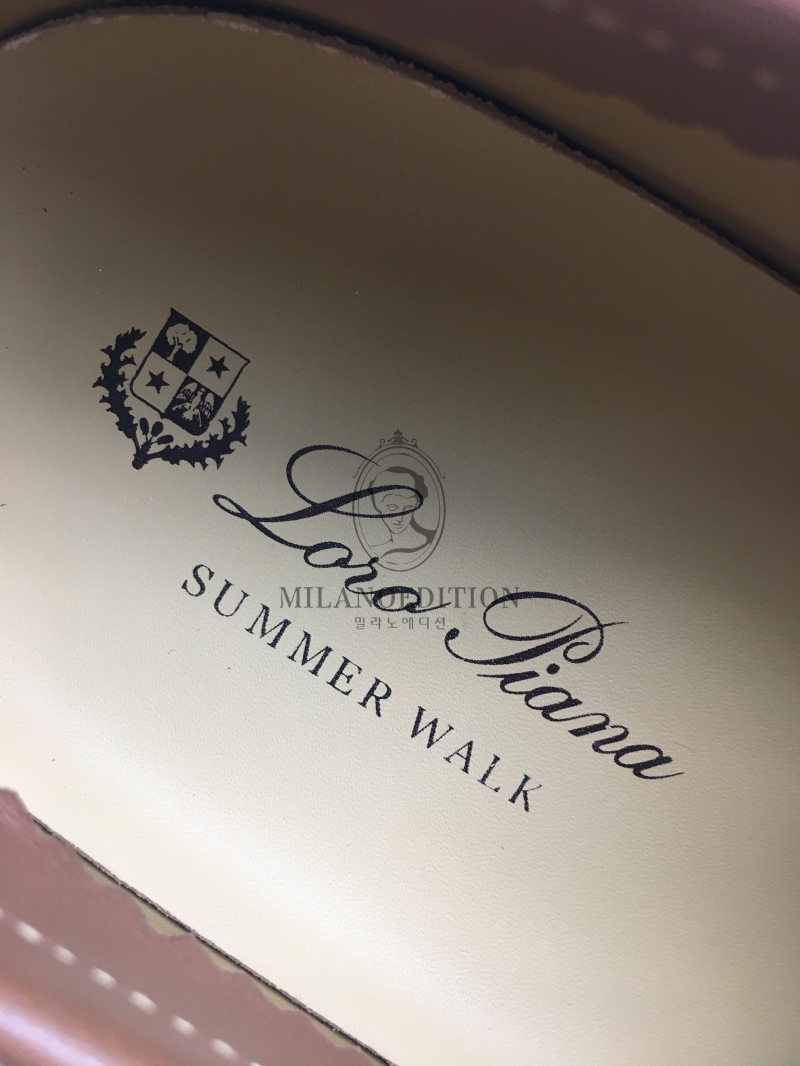 Loro Piana
SUMMER WALK
MILANOEDITION
밀라노에디션